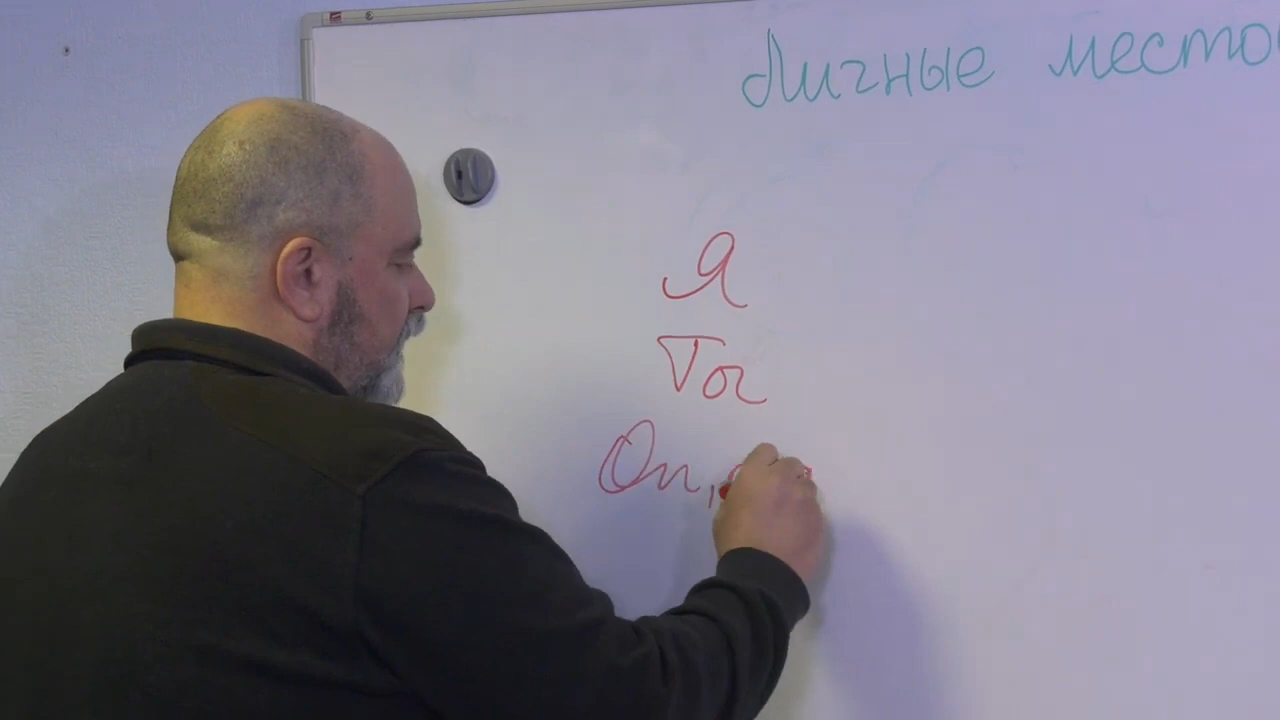 Личные место
Я
Ты
Он,